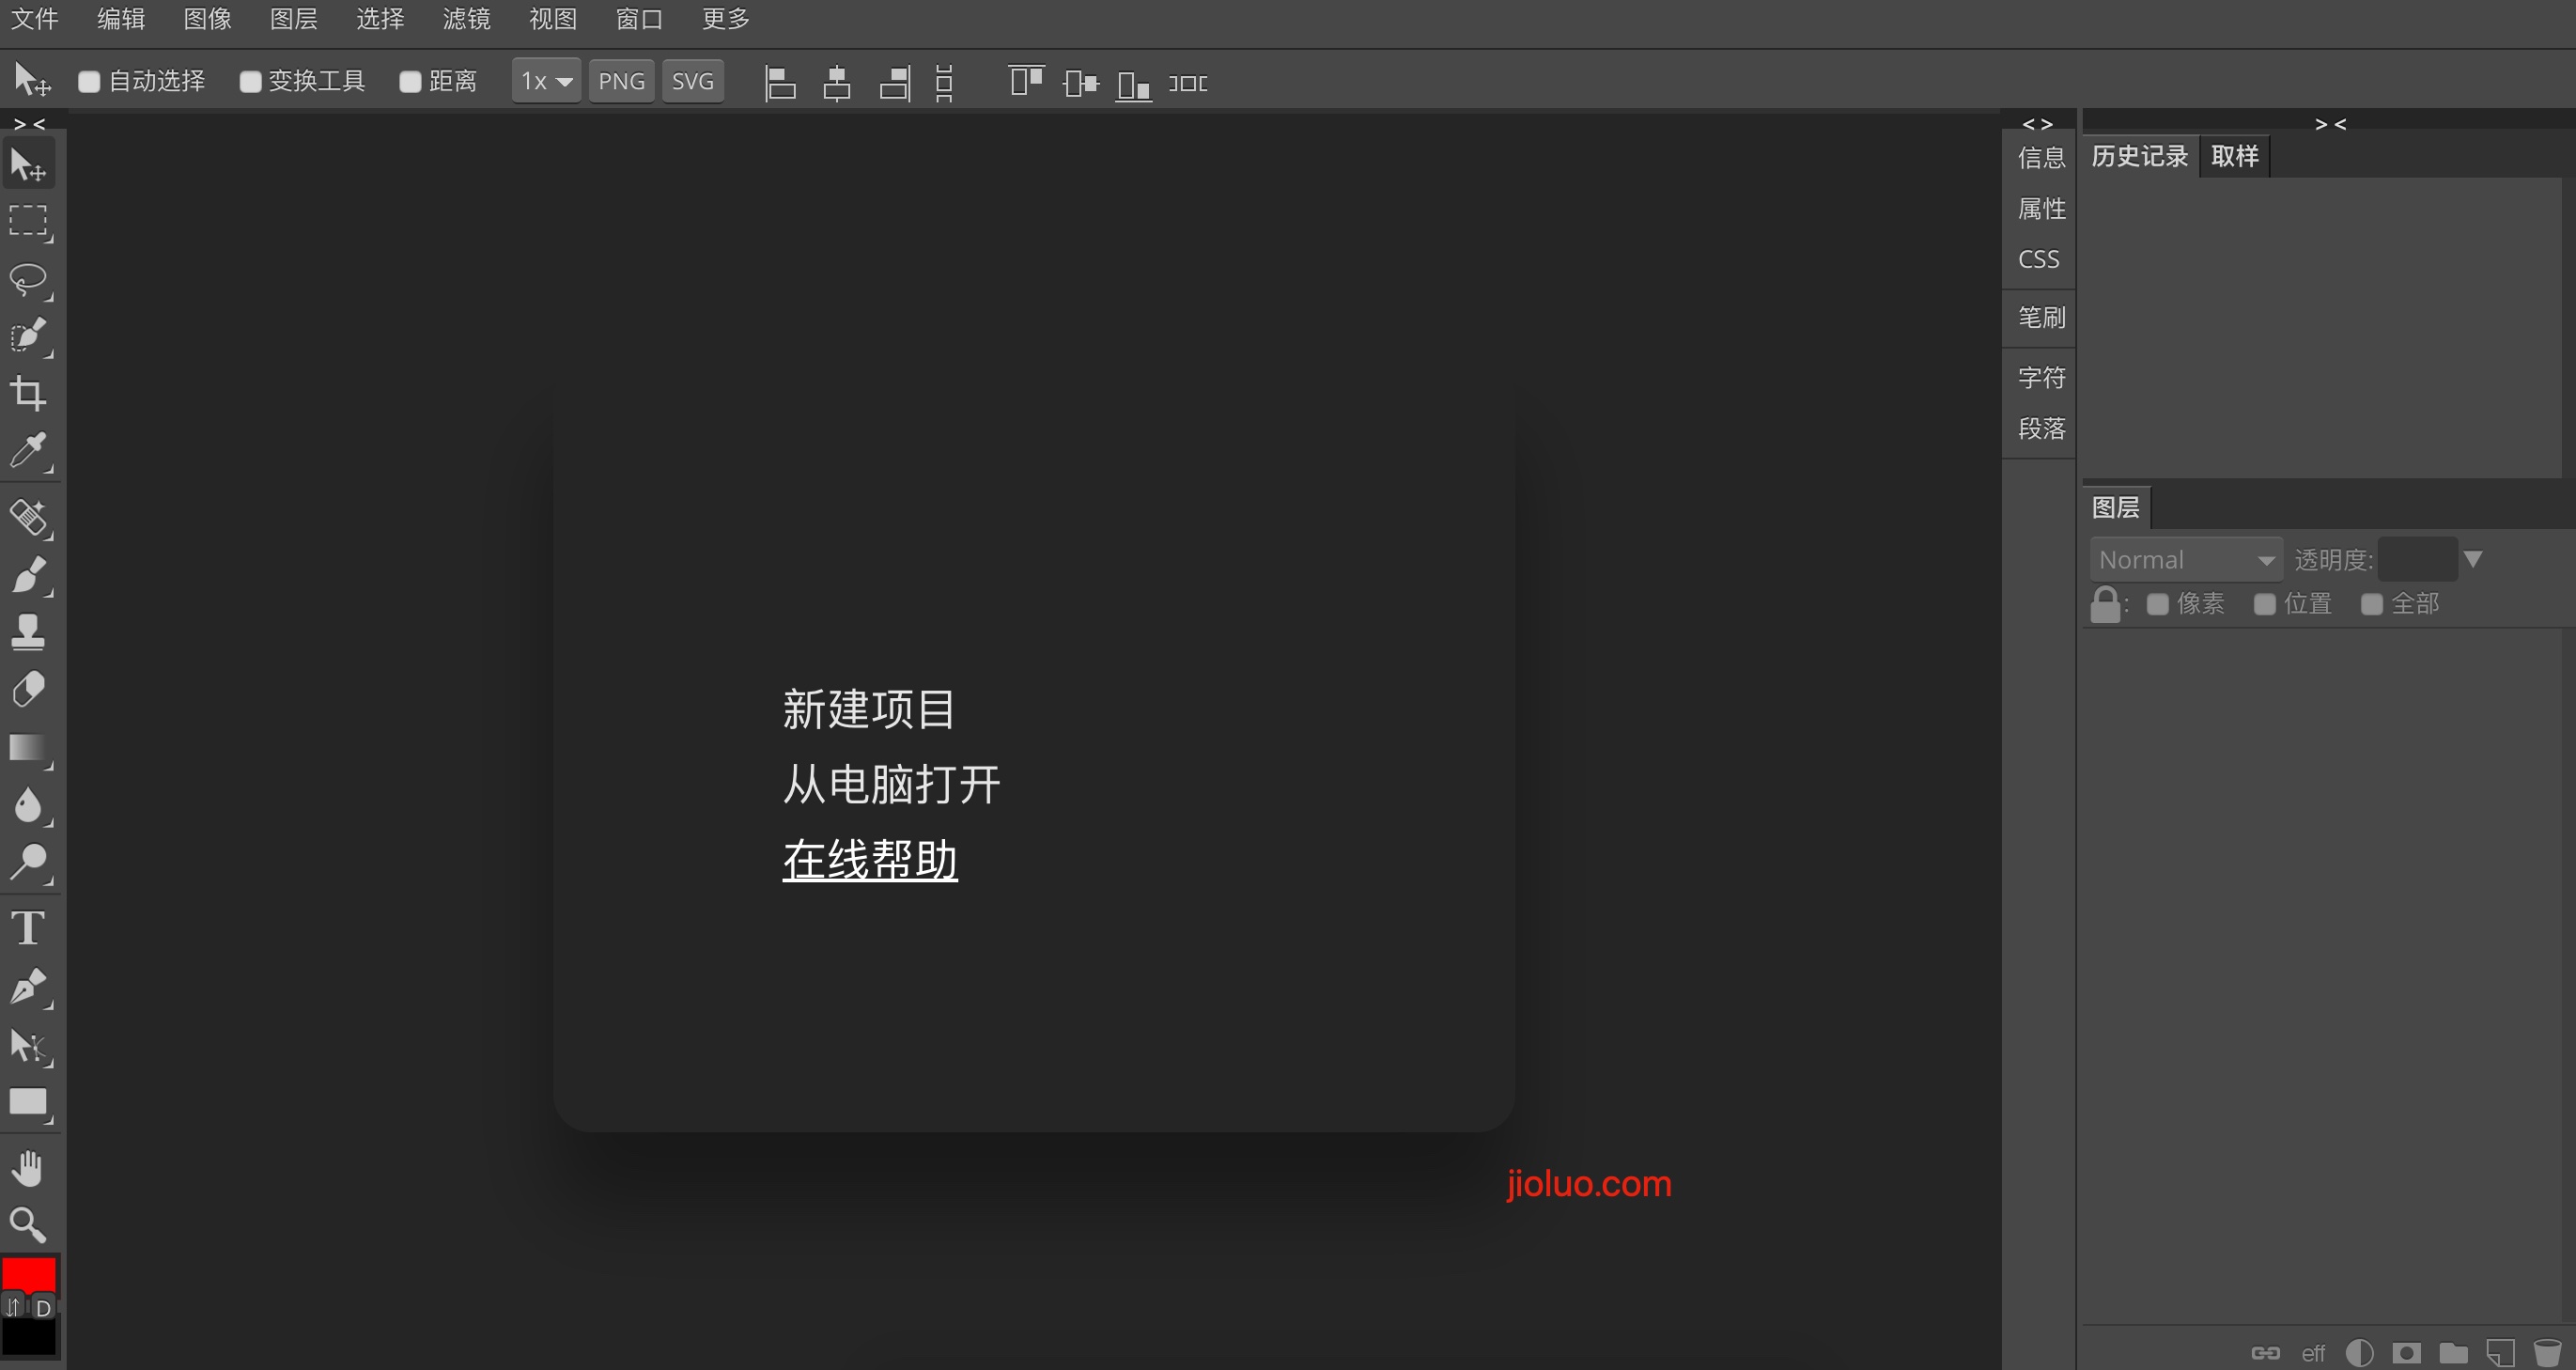 文件 编辑 图像 图层 选择 滤镜 视图 窗口 更多
自动选择 变换工具 距离 1x PNG SVG
> <
< >
> <
信息
属性
CSS
笔刷
字符
段落
历史记录 取样
图层
Normal 透明度:
: 像素 位置 全部
新建项目
从电脑打开
在线帮助
jioluo.com
T
D
eff